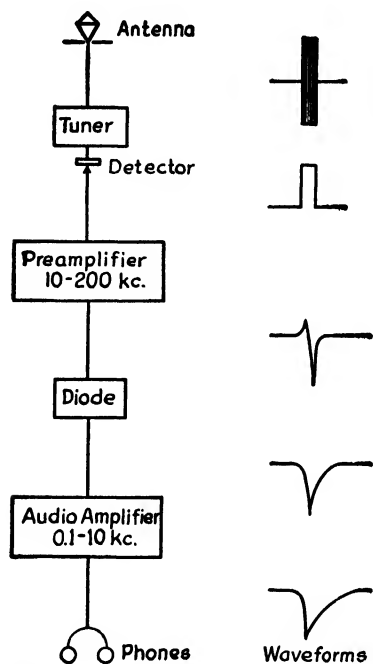 Antenna
Tuner
Detector
Preamplifier
10-200 kc.
Diode
Audio Amplifier
0.1-10 kc.
Phones
Waveforms